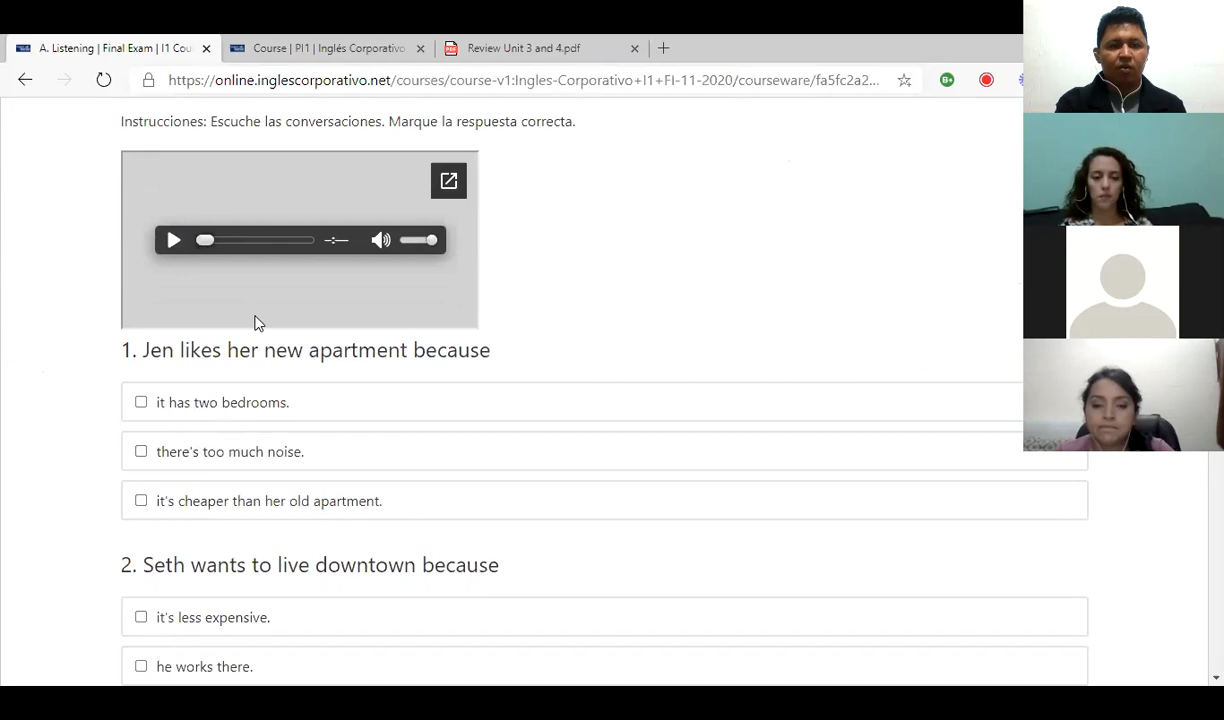 A. Listening | Final Exam | I1 Cou
Course | PI1 | Inglés Corporativo
Review Unit 3 and 4.pdf
https://online.inglescorporativo.net/courses/course-v1:Ingles-Corporativo+I1+FI-11-2020/courseware/fa5fc2a2...
Instrucciones: Escuche las conversaciones. Marque la respuesta correcta.
-:--
1. Jen likes her new apartment because
it has two bedrooms.
there's too much noise.
it's cheaper than her old apartment.
2. Seth wants to live downtown because
it's less expensive.
he works there.